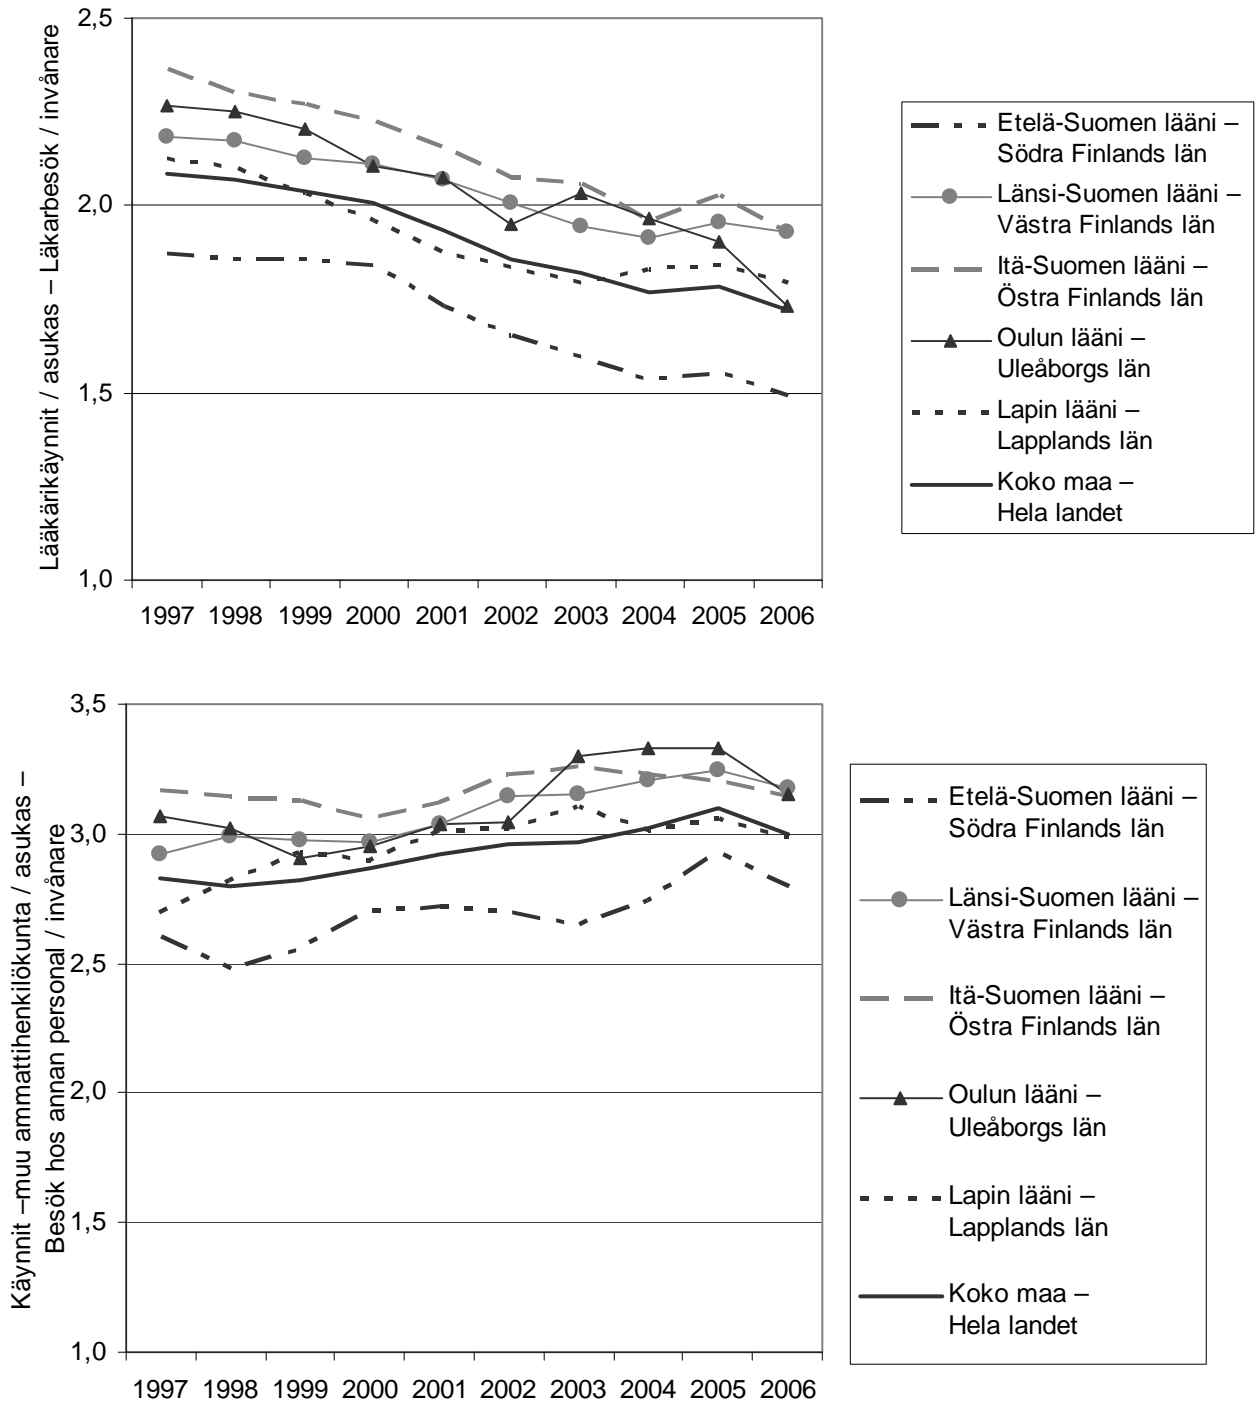 Lääkärikäynnit / asukas – Läkarbesök / invånare
2,5
2,0
1,5
1,0
1997 1998 1999 2000 2001 2002 2003 2004 2005 2006
Etelä-Suomen lääni –
Södra Finlands län
Länsi-Suomen lääni –
Västra Finlands län
Itä-Suomen lääni –
Östra Finlands län
Oulun lääni –
Uleåborgs län
Lapin lääni –
Lapplands län
Koko maa –
Hela landet
Käynnit –muu ammattihenkilökunta / asukas –
Besök hos annan personal / invånare
3,5
3,0
2,5
2,0
1,5
1,0
1997 1998 1999 2000 2001 2002 2003 2004 2005 2006
Etelä-Suomen lääni –
Södra Finlands län
Länsi-Suomen lääni –
Västra Finlands län
Itä-Suomen lääni –
Östra Finlands län
Oulun lääni –
Uleåborgs län
Lapin lääni –
Lapplands län
Koko maa –
Hela landet